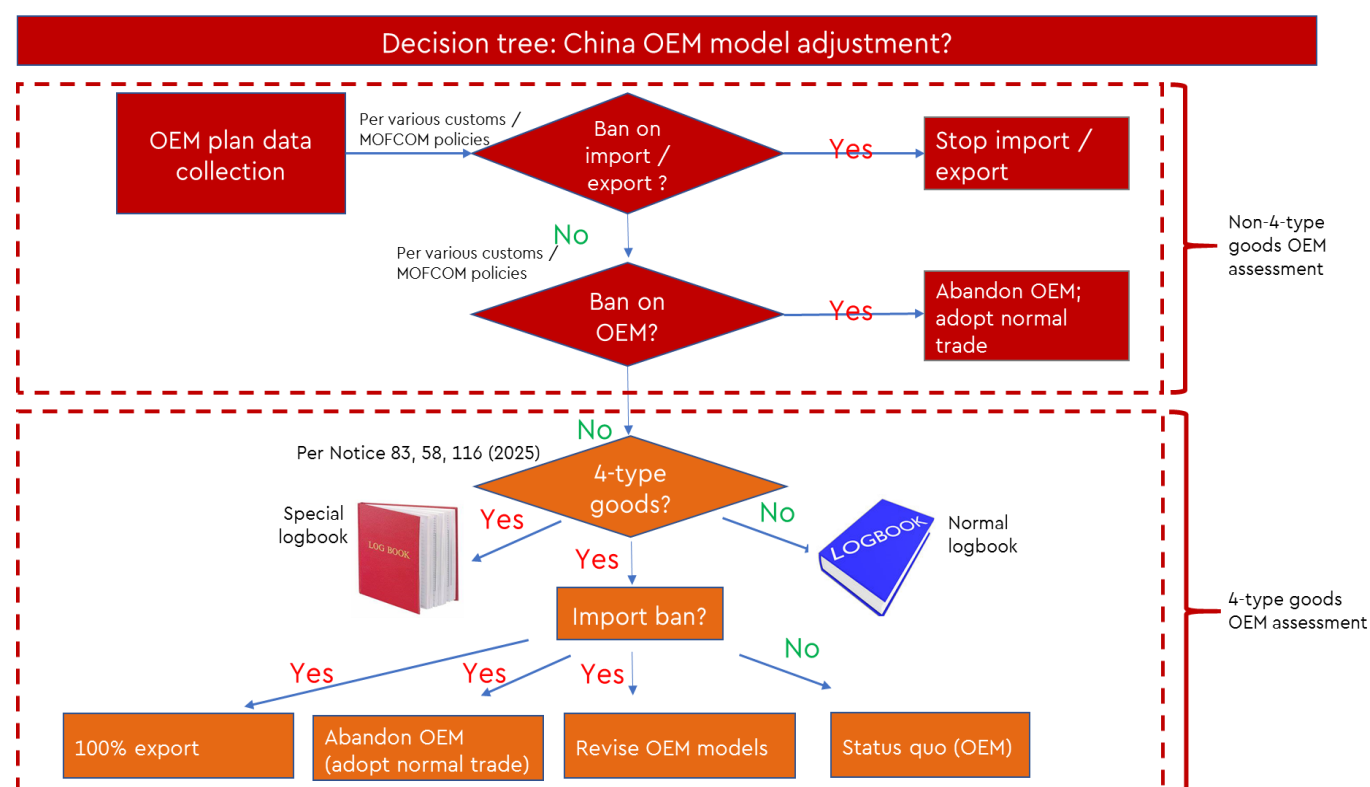 Decision tree: China OEM model adjustment?
OEM plan data
collection
Per various customs /
MOFCOM policies
Ban on
import /
export ?
Yes
Stop import /
export
No
Per various customs /
MOFCOM policies
Ban on
OEM?
Yes
Abandon OEM;
adopt normal
trade
Non-4-type
goods OEM
assessment
No
Per Notice 83, 58, 116 (2025)
4-type
goods?
Special
logbook
LOG BOOK
Yes
Yes
No
LOGBOOK
Normal
logbook
Import ban?
Yes
Yes
Yes
No
100% export
Abandon OEM
(adopt normal trade)
Revise OEM models
Status quo (OEM)
4-type goods
OEM assessment